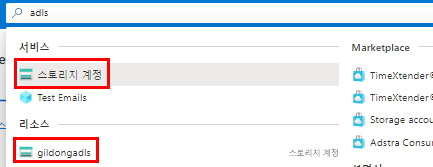 adls
서비스
스토리지 계정
Test Emails
리소스
gildongadls
스토리지 계정
Marketplace
TimeXtender®
TimeXtender®
Storage accou
Adstra Consun